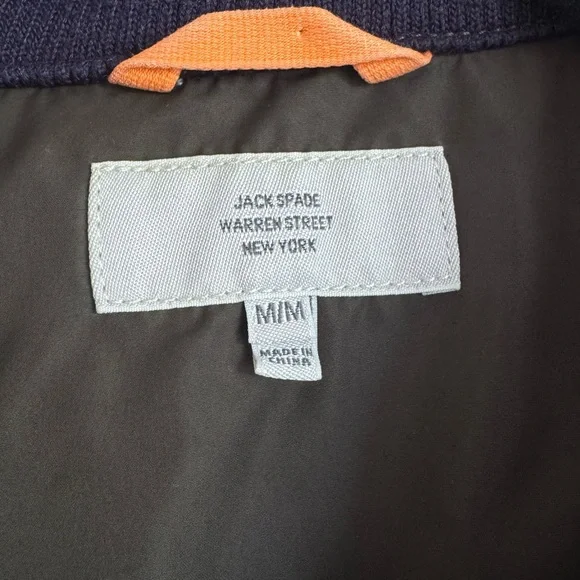 JACK SPADE
WARREN STREET
NEW YORK
M/M
MADE IN
CHINA